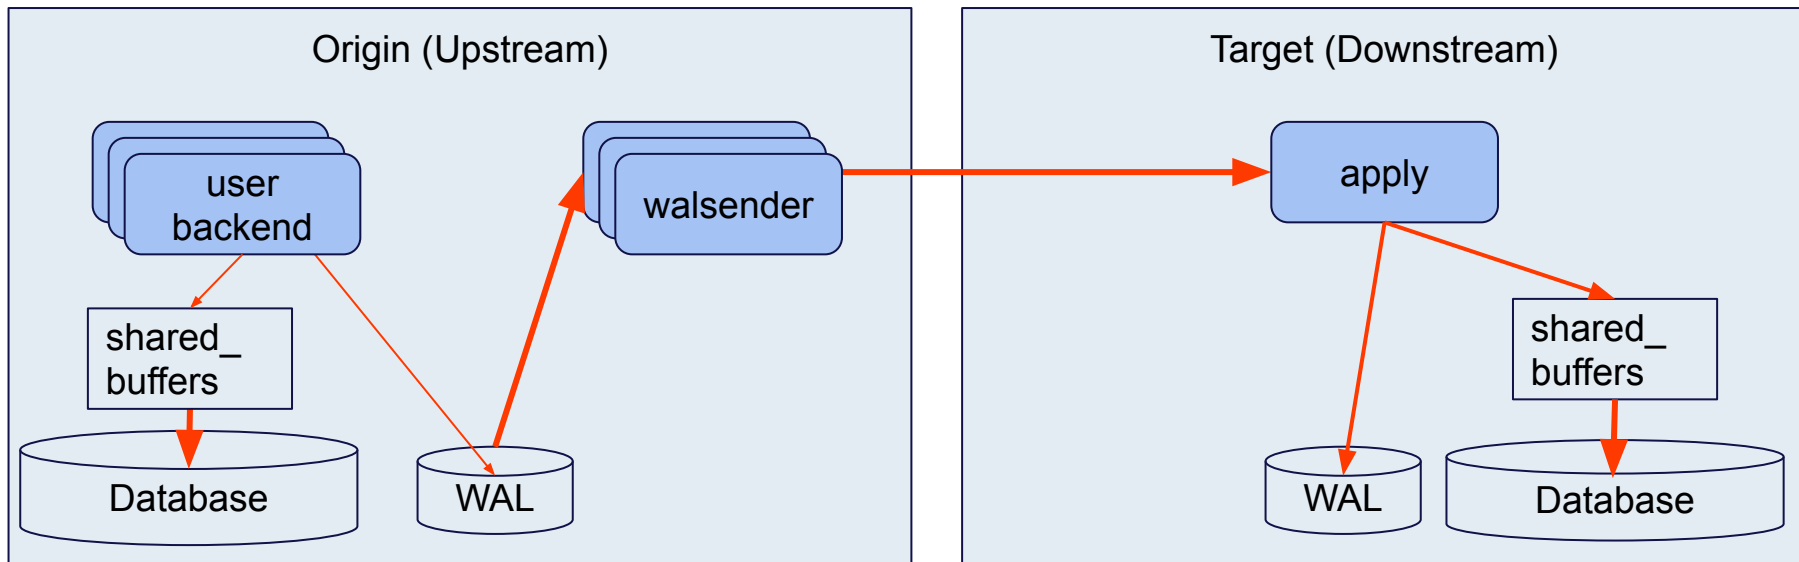 Origin (Upstream)
Target (Downstream)
user
backend
walsender
apply
shared_
buffers
shared_
buffers
Database
WAL
WAL
Database